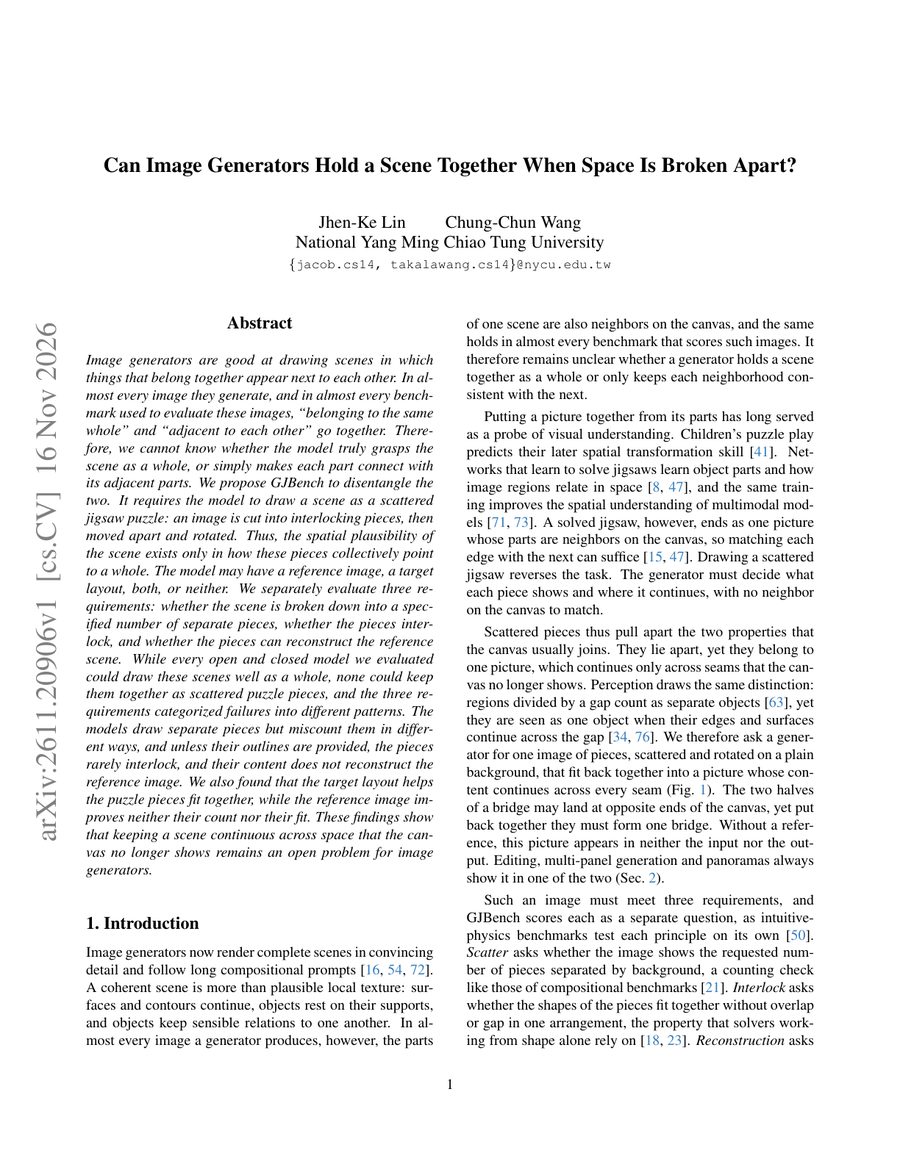 Can Image Generators Hold a Scene Together When Space Is Broken Apart?
Jhen-Ke Lin Chung-Chun Wang
National Yang Ming Chiao Tung University
{jacob.cs14, takalawang.cs14}@nycu.edu.tw
arXiv:2611.20906v1 [cs.CV] 16 Nov 2026
Abstract
Image generators are good at drawing scenes in which
things that belong together appear next to each other. In al-
most every image they generate, and in almost every bench-
mark used to evaluate these images, “belonging to the same
whole” and “adjacent to each other” go together. There-
fore, we cannot know whether the model truly grasps the
scene as a whole, or simply makes each part connect with
its adjacent parts. We propose GJBench to disentangle the
two. It requires the model to draw a scene as a scattered
jigsaw puzzle: an image is cut into interlocking pieces, then
moved apart and rotated. Thus, the spatial plausibility of
the scene exists only in how these pieces collectively point
to a whole. The model may have a reference image, a target
layout, both, or neither. We separately evaluate three re-
quirements: whether the scene is broken down into a spec-
ified number of separate pieces, whether the pieces inter-
lock, and whether the pieces can reconstruct the reference
scene. While every open and closed model we evaluated
could draw these scenes well as a whole, none could keep
them together as scattered puzzle pieces, and the three re-
quirements categorized failures into different patterns. The
models draw separate pieces but miscount them in differ-
ent ways, and unless their outlines are provided, the pieces
rarely interlock, and their content does not reconstruct the
reference image. We also found that the target layout helps
the puzzle pieces fit together, while the reference image im-
proves neither their count nor their fit. These findings show
that keeping a scene continuous across space that the can-
vas no longer shows remains an open problem for image
generators.
1. Introduction
Image generators now render complete scenes in convincing
detail and follow long compositional prompts [16, 54, 72].
A coherent scene is more than plausible local texture: sur-
faces and contours continue, objects rest on their supports,
and objects keep sensible relations to one another. In al-
most every image a generator produces, however, the parts
of one scene are also neighbors on the canvas, and the same
holds in almost every benchmark that scores such images. It
therefore remains unclear whether a generator holds a scene
together as a whole or only keeps each neighborhood con-
sistent with the next.
Putting a picture together from its parts has long served
as a probe of visual understanding. Children’s puzzle play
predicts their later spatial transformation skill [41]. Net-
works that learn to solve jigsaws learn object parts and how
image regions relate in space [8, 47], and the same train-
ing improves the spatial understanding of multimodal mod-
els [71, 73]. A solved jigsaw, however, ends as one picture
whose parts are neighbors on the canvas, so matching each
edge with the next can suffice [15, 47]. Drawing a scattered
jigsaw reverses the task. The generator must decide what
each piece shows and where it continues, with no neighbor
on the canvas to match.
Scattered pieces thus pull apart the two properties that
the canvas usually joins. They lie apart, yet they belong to
one picture, which continues only across seams that the can-
vas no longer shows. Perception draws the same distinction:
regions divided by a gap count as separate objects [63], yet
they are seen as one object when their edges and surfaces
continue across the gap [34, 76]. We therefore ask a gener-
ator for one image of pieces, scattered and rotated on a plain
background, that fit back together into a picture whose con-
tent continues across every seam (Fig. 1). The two halves
of a bridge may land at opposite ends of the canvas, yet put
back together they must form one bridge. Without a refer-
ence, this picture appears in neither the input nor the out-
put. Editing, multi-panel generation and panoramas always
show it in one of the two (Sec. 2).
Such an image must meet three requirements, and
GJBench scores each as a separate question, as intuitive-
physics benchmarks test each principle on its own [50].
Scatter asks whether the image shows the requested num-
ber of pieces separated by background, a counting check
like those of compositional benchmarks [21]. Interlock asks
whether the shapes of the pieces fit together without overlap
or gap in one arrangement, the property that solvers work-
ing from shape alone rely on [18, 23]. Reconstruction asks
1